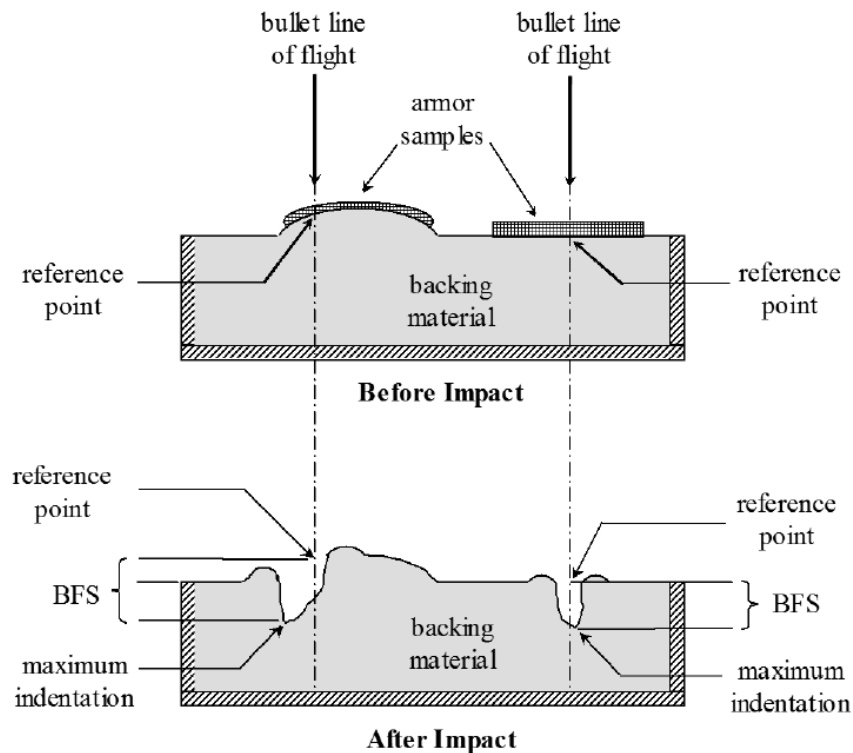 bullet line
of flight
bullet line
of flight
armor
samples
reference
point
backing
material
reference
point
Before Impact
reference
point
reference
point
BFS
BFS
backing
material
maximum
indentation
maximum
indentation
After Impact